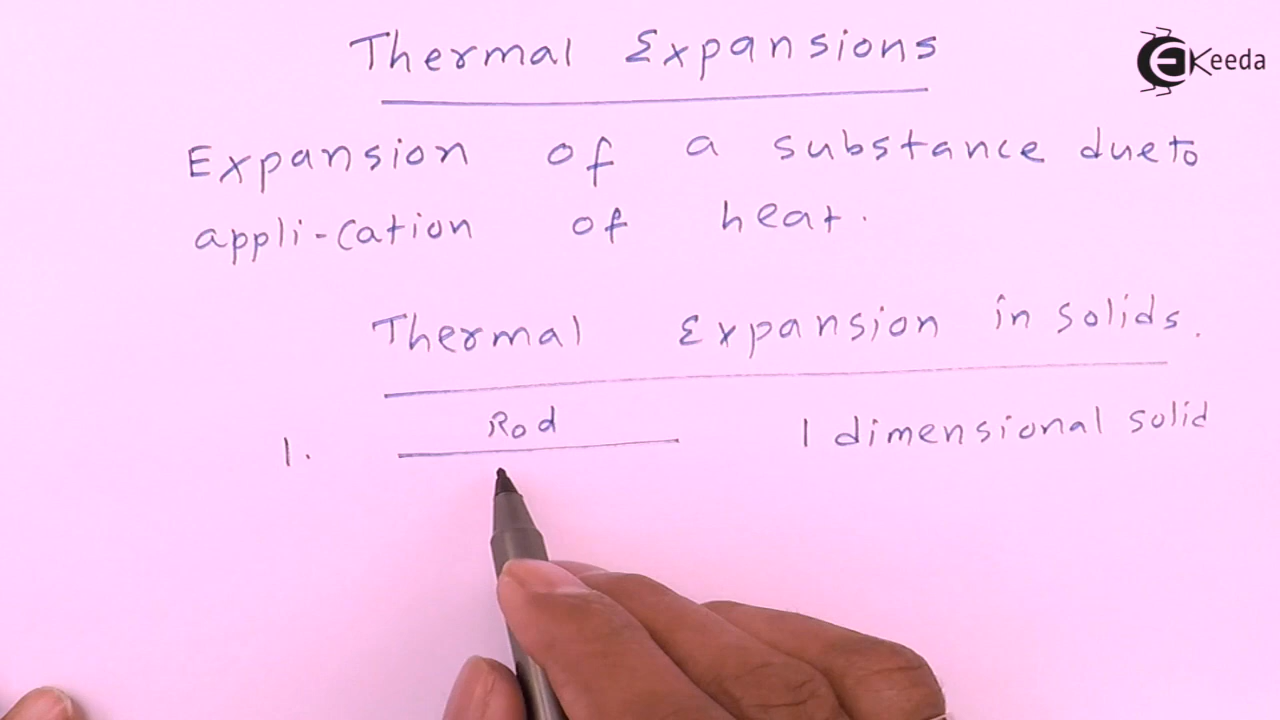 Thermal Expansions
EKeeda
Expansion of a substance due to
appli-cation of heat.
Thermal Expansion in solids.
1. Rod 1 dimensional solid